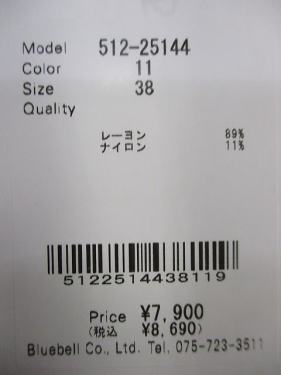 Model 512-25144
Color 11
Size 38
Quality
レーヨン 89%
ナイロン 11%
5122514438119
Price ¥7,900
(税込 ¥8,690)
Bluebell Co., Ltd. Tel. 075-723-3511